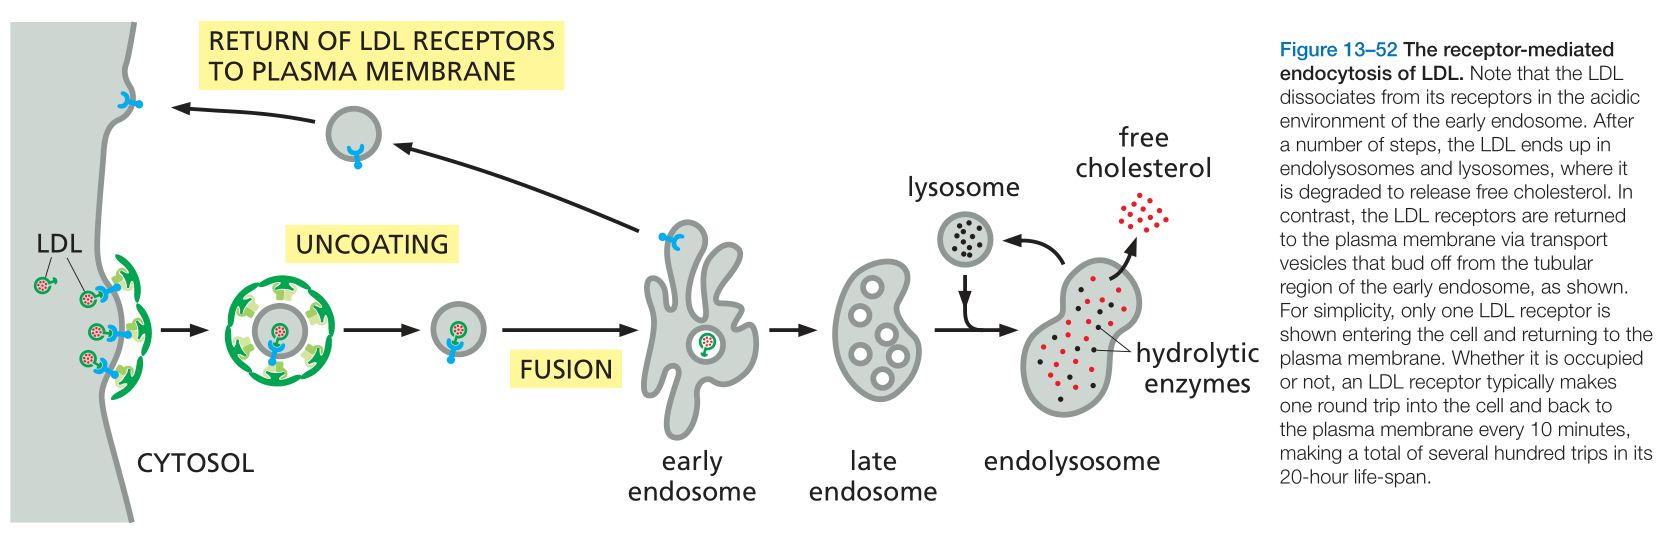 RETURN OF LDL RECEPTORS
TO PLASMA MEMBRANE
UNCOATING
LDL
FUSION
CYTOSOL
early
endosome
late
endosome
lysosome
free
cholesterol
hydrolytic
enzymes
endolysosome
Figure 13–52 The receptor-mediated
endocytosis of LDL. Note that the LDL
dissociates from its receptors in the acidic
environment of the early endosome. After
a number of steps, the LDL ends up in
endolysosomes and lysosomes, where it
is degraded to release free cholesterol. In
contrast, the LDL receptors are returned
to the plasma membrane via transport
vesicles that bud off from the tubular
region of the early endosome, as shown.
For simplicity, only one LDL receptor is
shown entering the cell and returning to the
plasma membrane. Whether it is occupied
or not, an LDL receptor typically makes
one round trip into the cell and back to
the plasma membrane every 10 minutes,
making a total of several hundred trips in its
20-hour life-span.